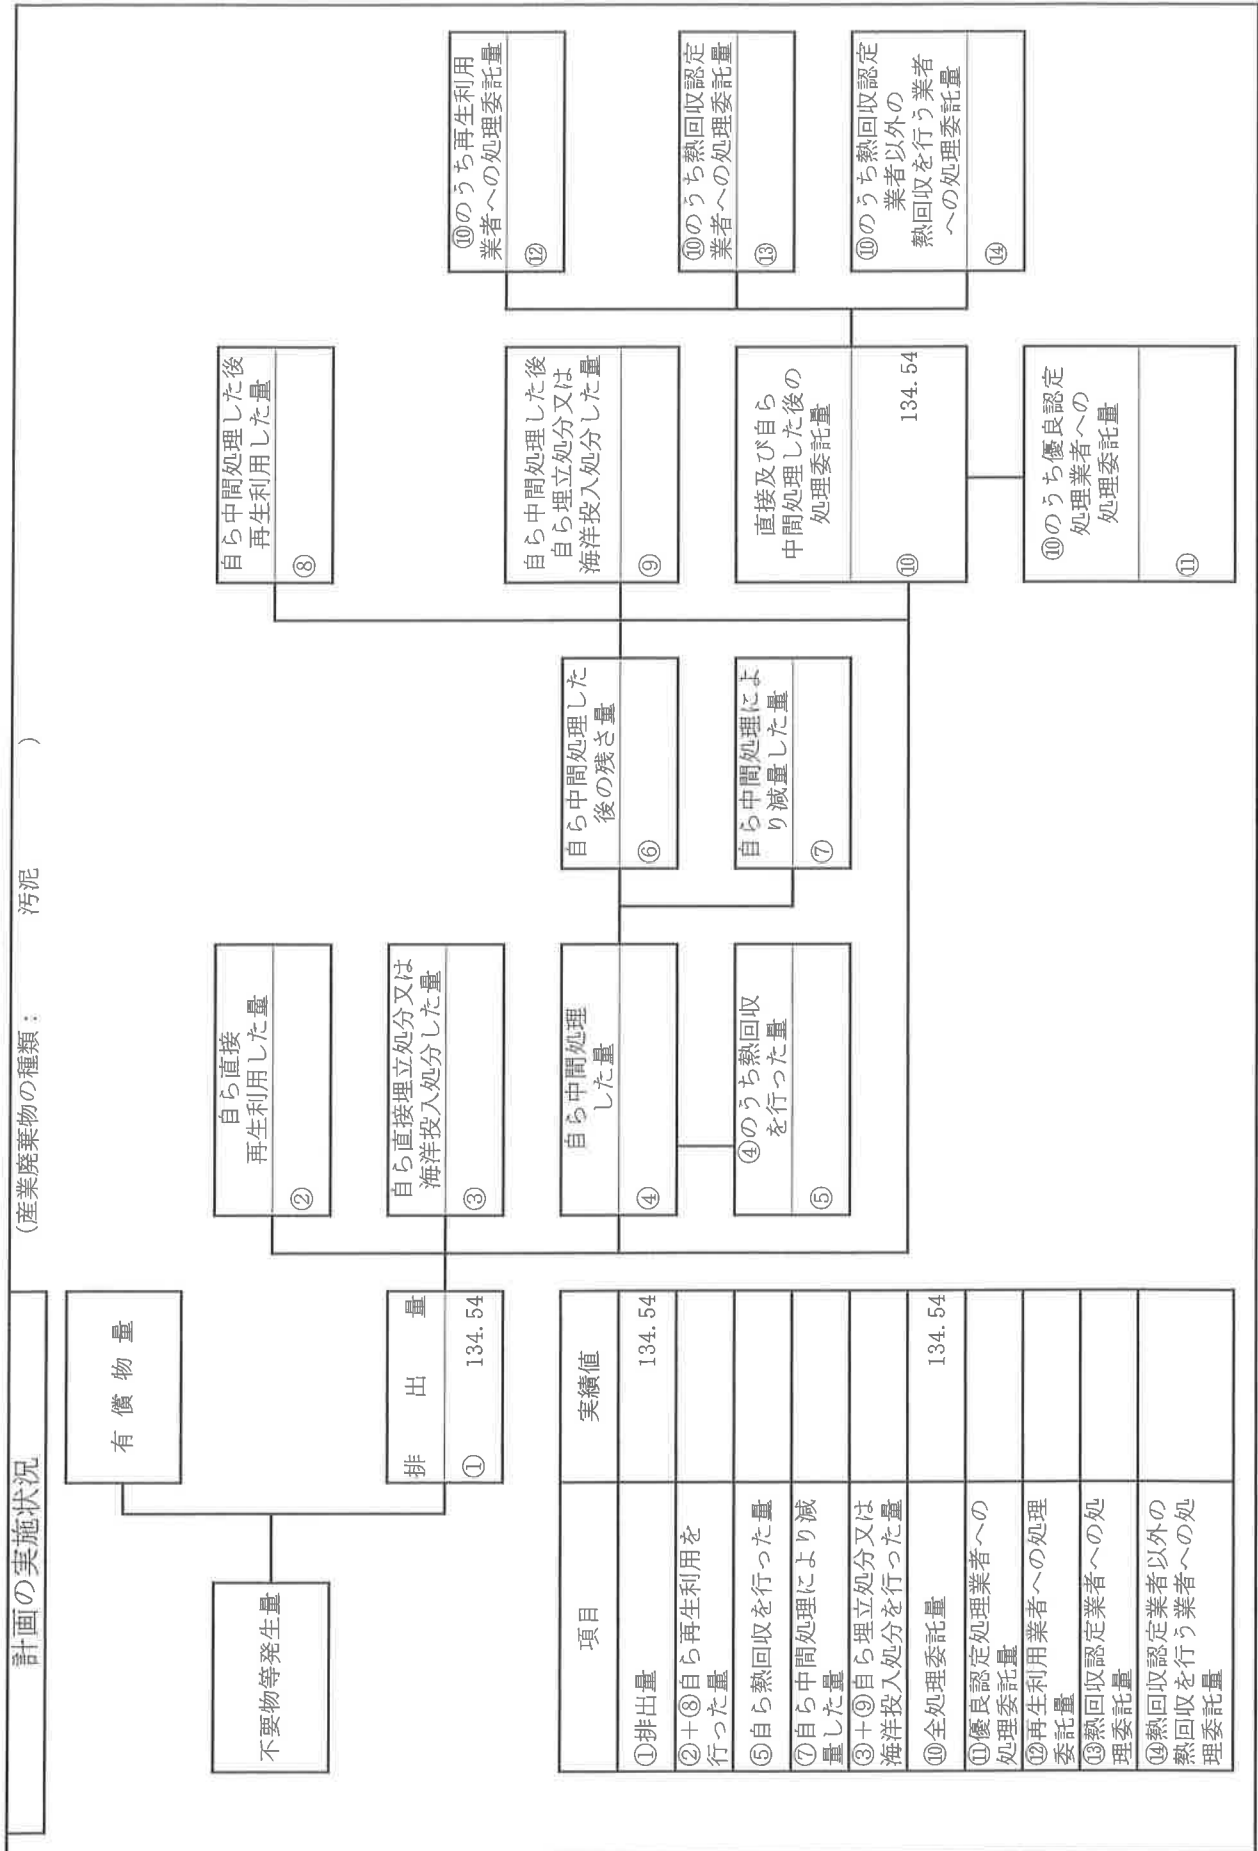 計画の実施状況
(産業廃棄物の種類： 汚泥 )
不要物等発生量
有償物量
排出量
① 134.54
自ら直接
再生利用した量
②
自ら直接埋立処分又は
海洋投入処分した量
③
自ら中間処理
した量
④
④のうち熱回収
を行った量
⑤
自ら中間処理した
後の残さ量
⑥
自ら中間処理によ
り減量した量
⑦
自ら中間処理した後
再生利用した量
⑧
自ら中間処理した後
自ら埋立処分又は
海洋投入処分した量
⑨
直接及び自ら
中間処理した後の
処理委託量
⑩ 134.54
⑩のうち優良認定
処理業者への
処理委託量
⑪
⑩のうち再生利用
業者への処理委託量
⑫
⑩のうち熱回収認定
業者への処理委託量
⑬
⑩のうち熱回収認定
業者以外の
熱回収を行う業者
への処理委託量
⑭
項目 実績値
①排出量 134.54
②＋⑧自ら再生利用を
行った量
⑤自ら熱回収を行った量
⑦自ら中間処理により減
量した量
③＋⑨自ら埋立処分又は
海洋投入処分を行った量
⑩全処理委託量 134.54
⑪優良認定処理業者への
処理委託量
⑫再生利用業者への処理
委託量
⑬熱回収認定業者への処
理委託量
⑭熱回収認定業者以外の
熱回収を行う業者への処
理委託量